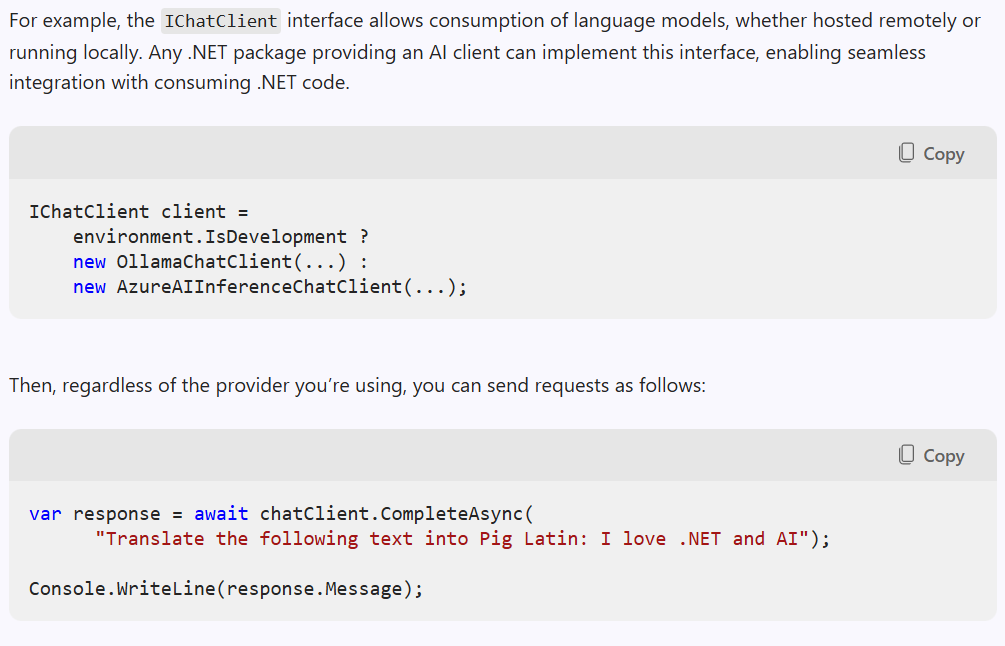 For example, the IChatClient interface allows consumption of language models, whether hosted remotely or
running locally. Any .NET package providing an AI client can implement this interface, enabling seamless
integration with consuming .NET code.
Copy
IChatClient client =
    environment.IsDevelopment ?
    new OllamaChatClient(...) :
    new AzureAIInferenceChatClient(...);
Then, regardless of the provider you’re using, you can send requests as follows:
Copy
var response = await chatClient.CompleteAsync(
      "Translate the following text into Pig Latin: I love .NET and AI");
Console.WriteLine(response.Message);